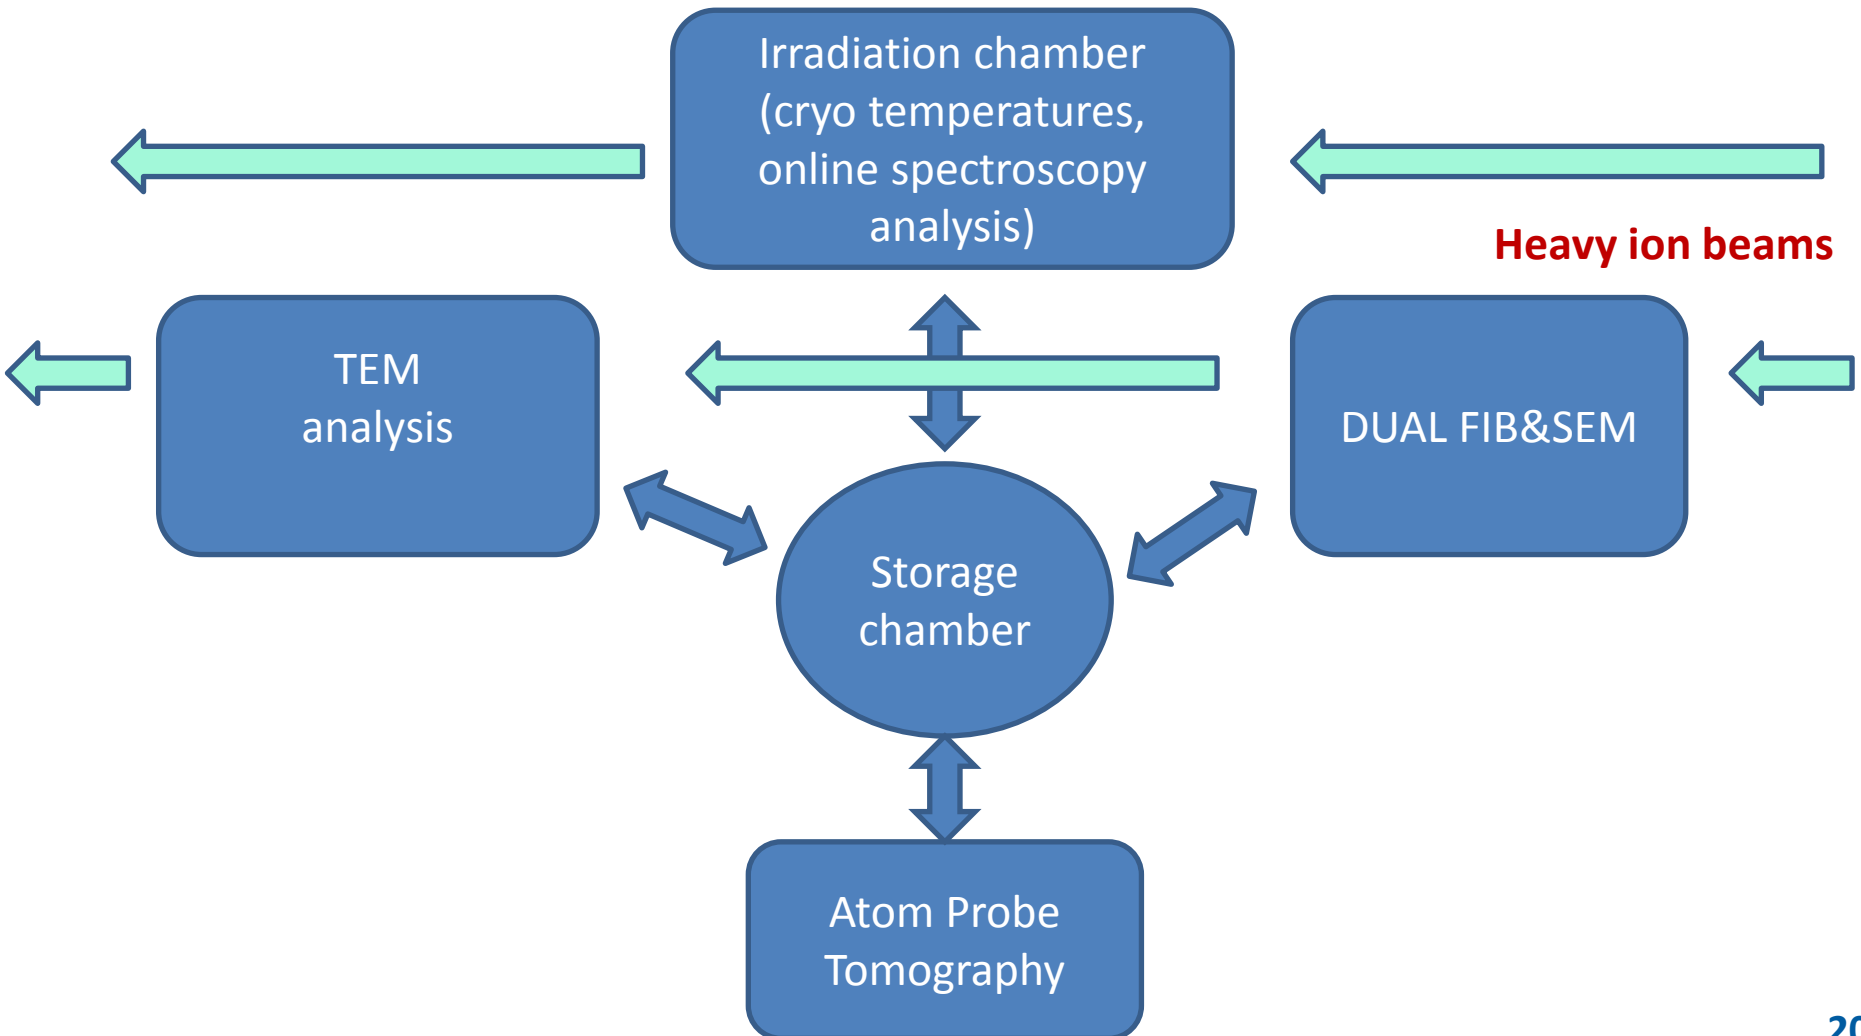 Irradiation chamber
(cryo temperatures,
online spectroscopy
analysis)
Heavy ion beams
TEM
analysis
DUAL FIB&SEM
Storage
chamber
Atom Probe
Tomography
20